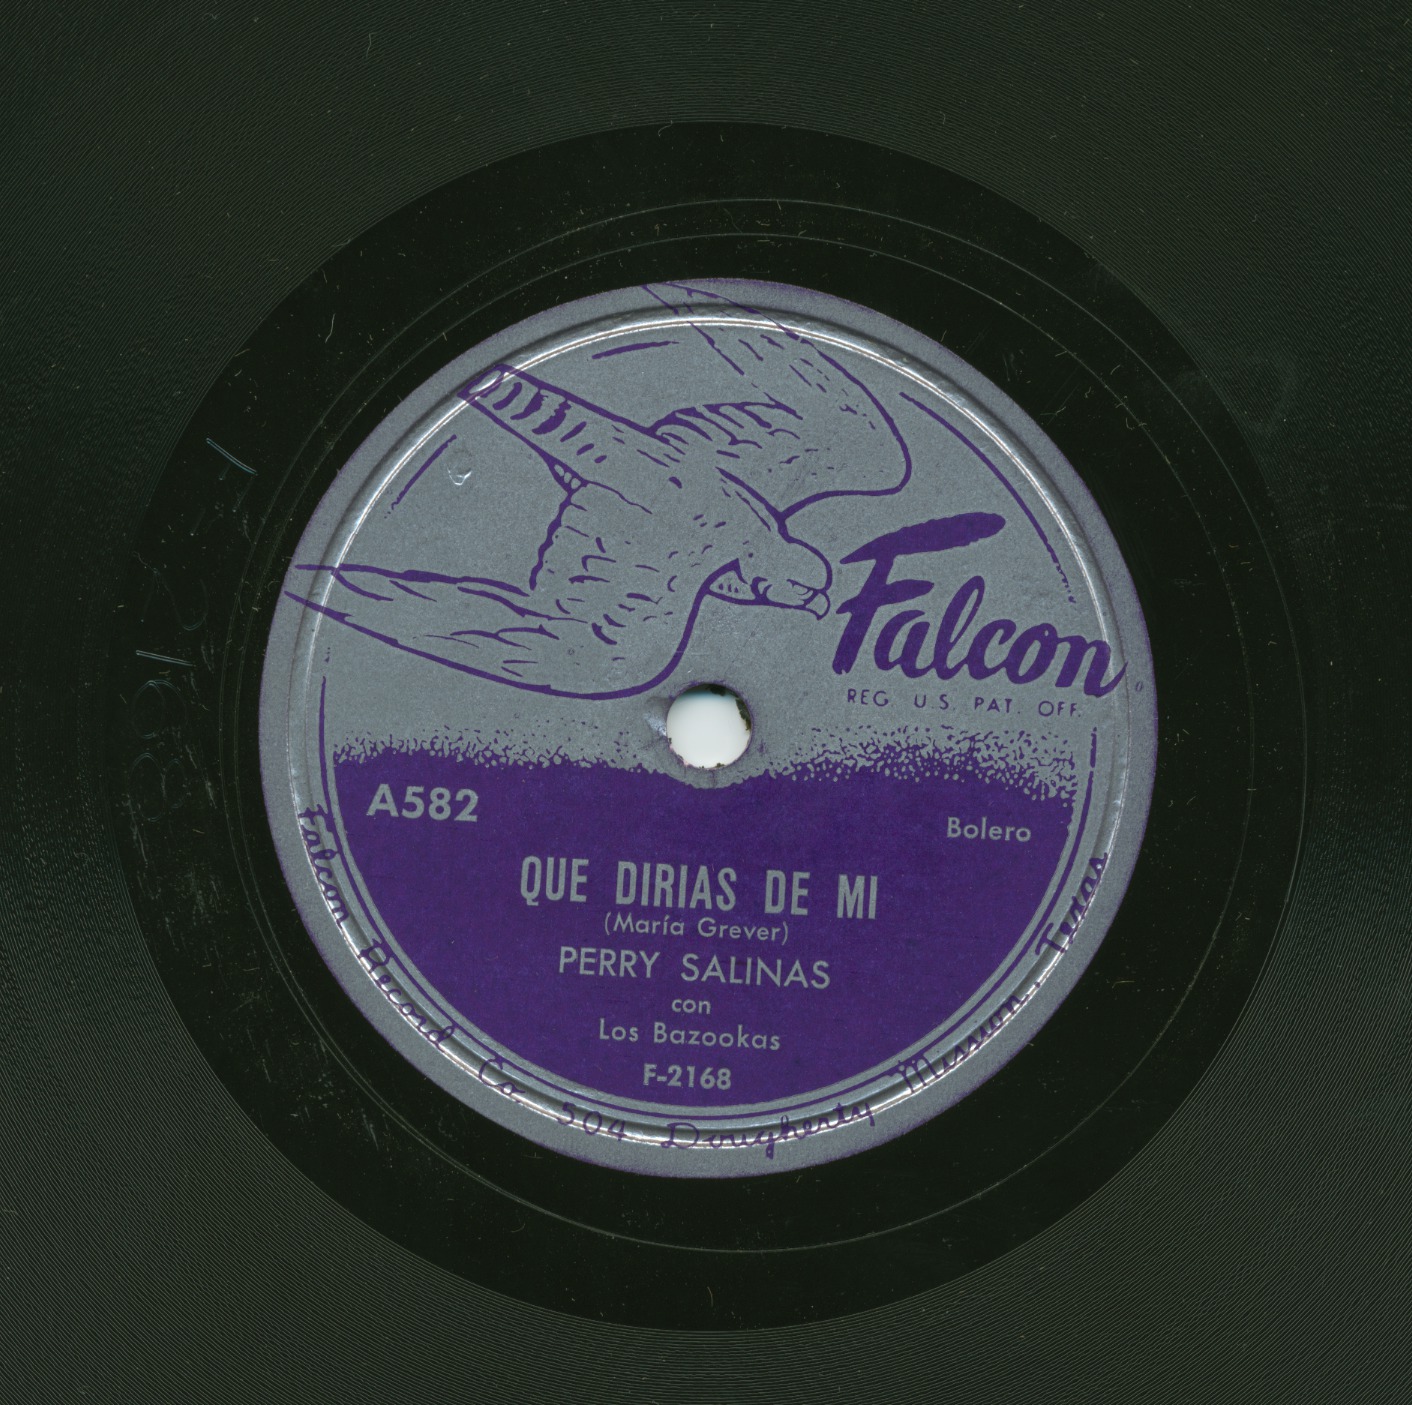 Falcon
REG. U.S. PAT. OFF.
A582
Bolero
QUE DIRIAS DE MI
(María Grever)
PERRY SALINAS
con
Los Bazookas
F-2168
Falcon Record Co. 504 Dougherty Mission, Texas